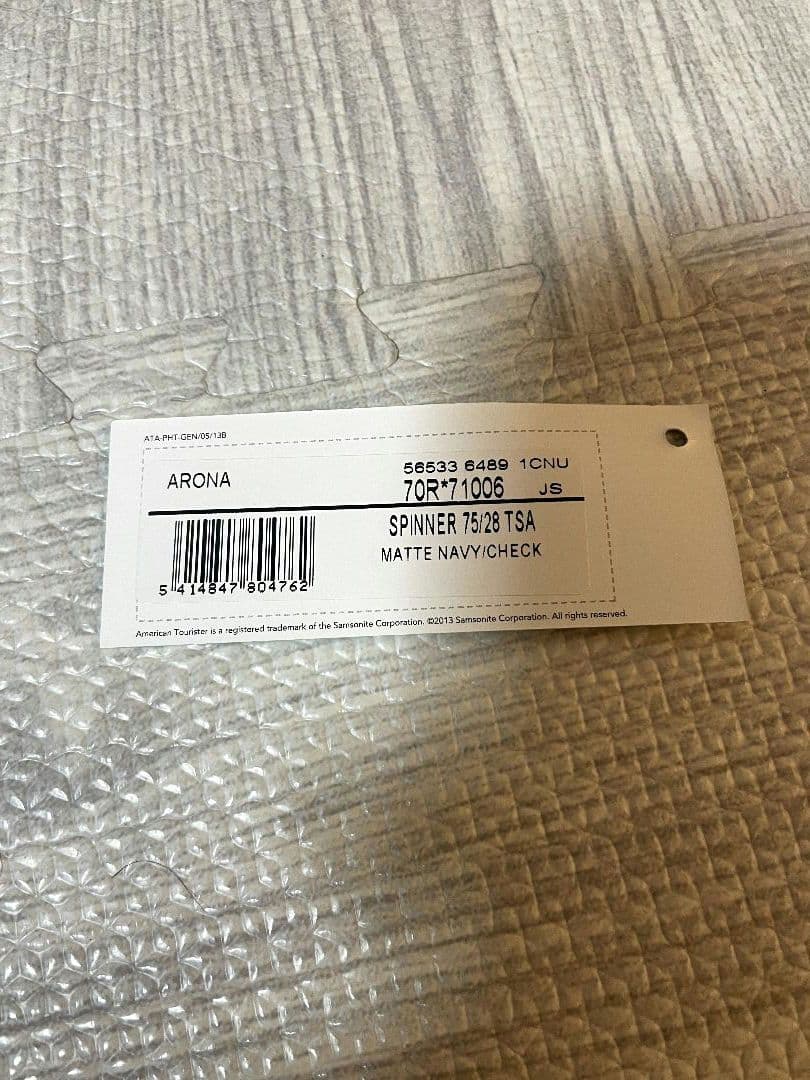 ATA-PHT-GEN/05/13B
ARONA
56533 6489 1CNU
70R*71006 JS
SPINNER 75/28 TSA
MATTE NAVY/CHECK
5 414847 804762
American Tourister is a registered trademark of the Samsonite Corporation. ©2013 Samsonite Corporation. All rights reserved.